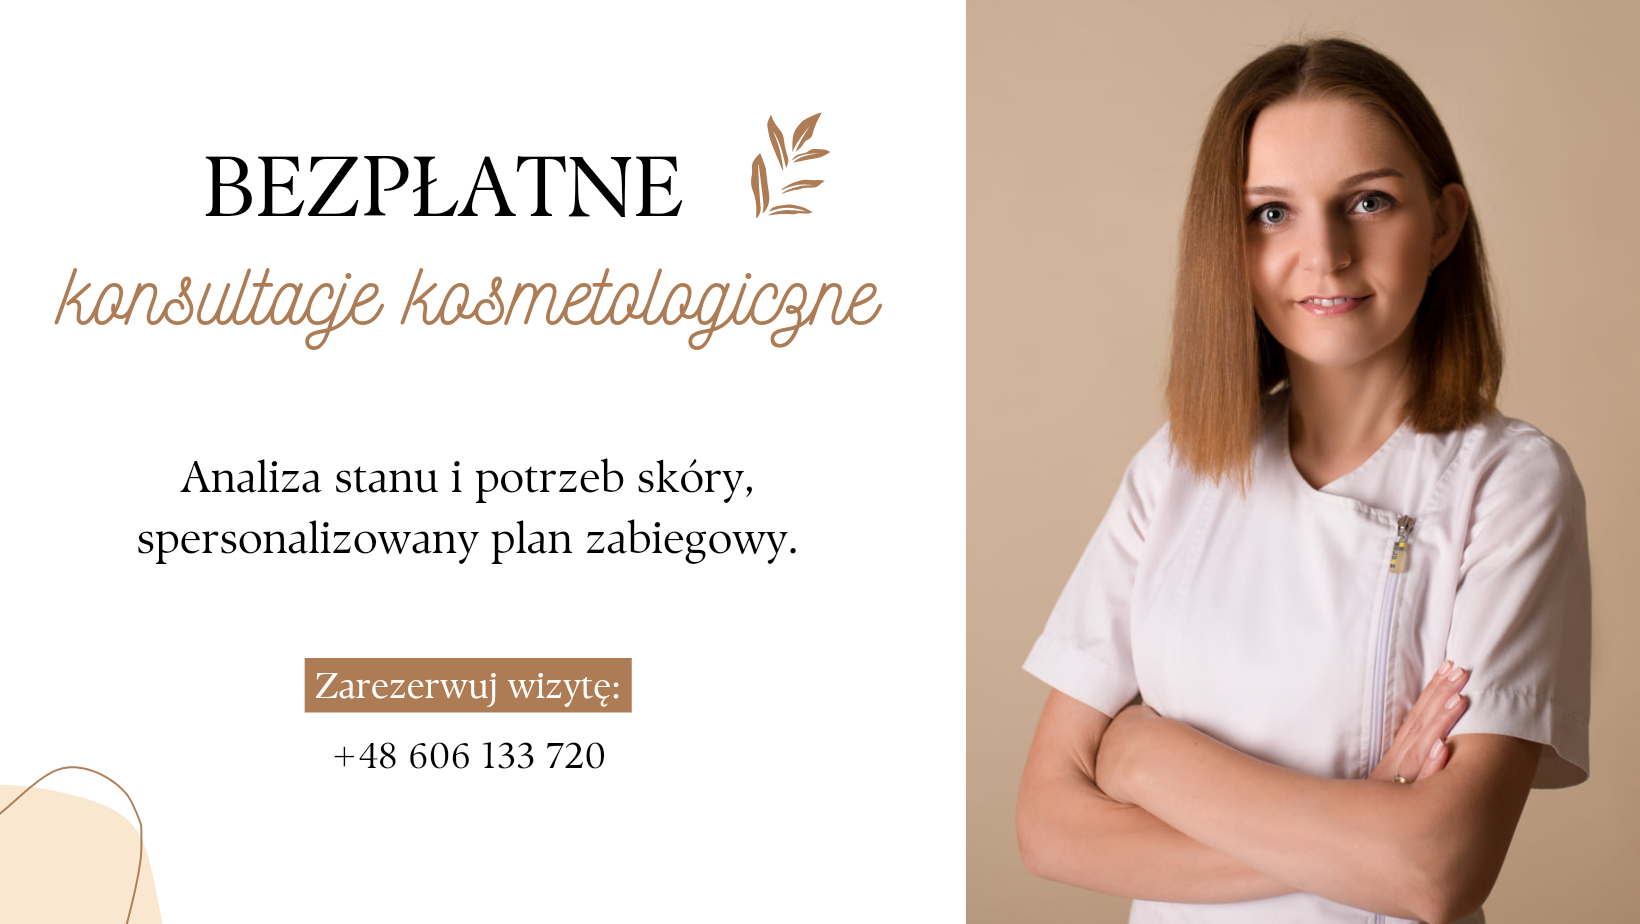 BEZPŁATNE
konsultacje kosmetologiczne
Analiza stanu i potrzeb skóry,
spersonalizowany plan zabiegowy.
Zarezerwuj wizytę:
+48 606 133 720